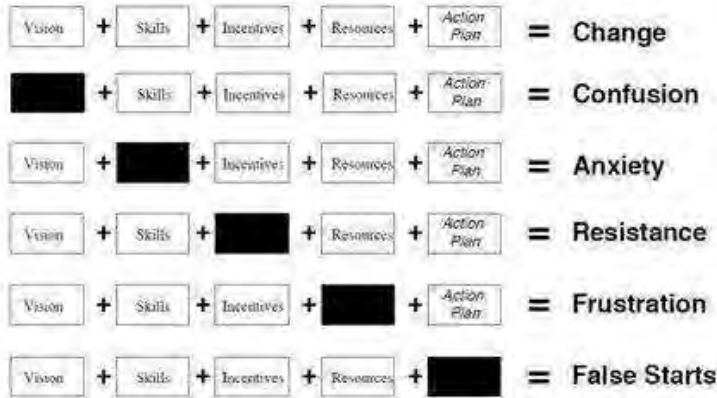 Vision + Skills + Incentives + Resources + Action Plan = Change
+ Skills + Incentives + Resources + Action Plan = Confusion
Vision + + Incentives + Resources + Action Plan = Anxiety
Vision + Skills + + Resources + Action Plan = Resistance
Vision + Skills + Incentives + + Action Plan = Frustration
Vision + Skills + Incentives + Resources + = False Starts